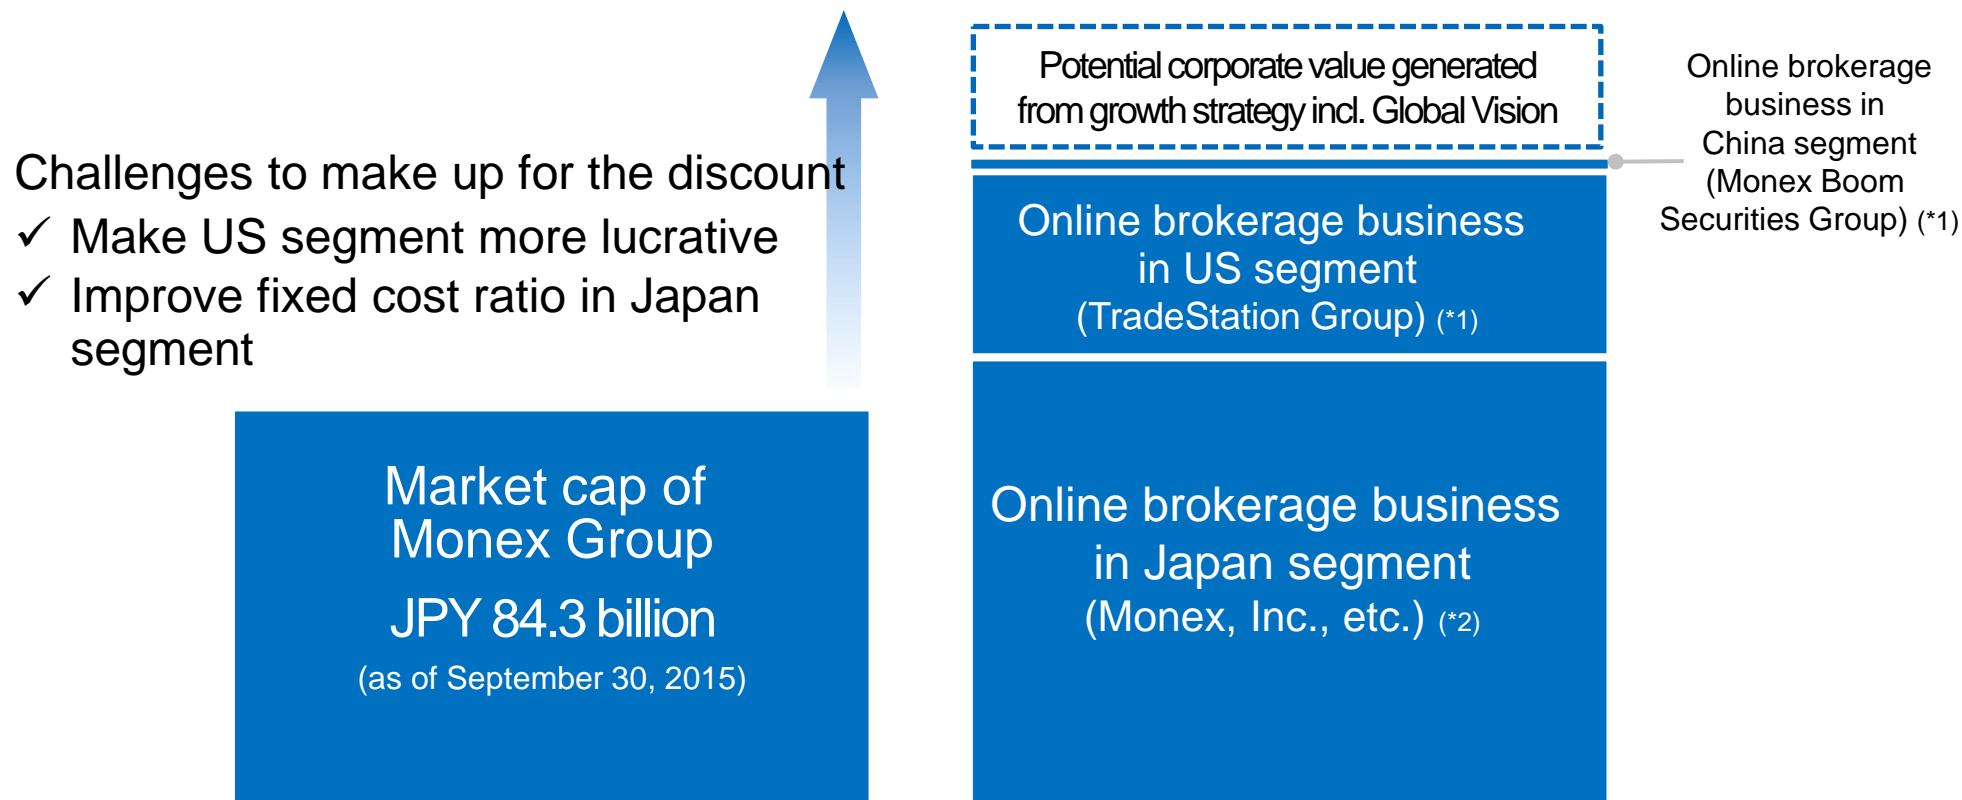 Challenges to make up for the discount
✓ Make US segment more lucrative
✓ Improve fixed cost ratio in Japan
segment
Market cap of
Monex Group
JPY 84.3 billion
(as of September 30, 2015)
Potential corporate value generated
from growth strategy incl. Global Vision
Online brokerage business
in US segment
(TradeStation Group) (*1)
Online brokerage business
in Japan segment
(Monex, Inc., etc.) (*2)
Online brokerage
business in
China segment
(Monex Boom
Securities Group) (*1)